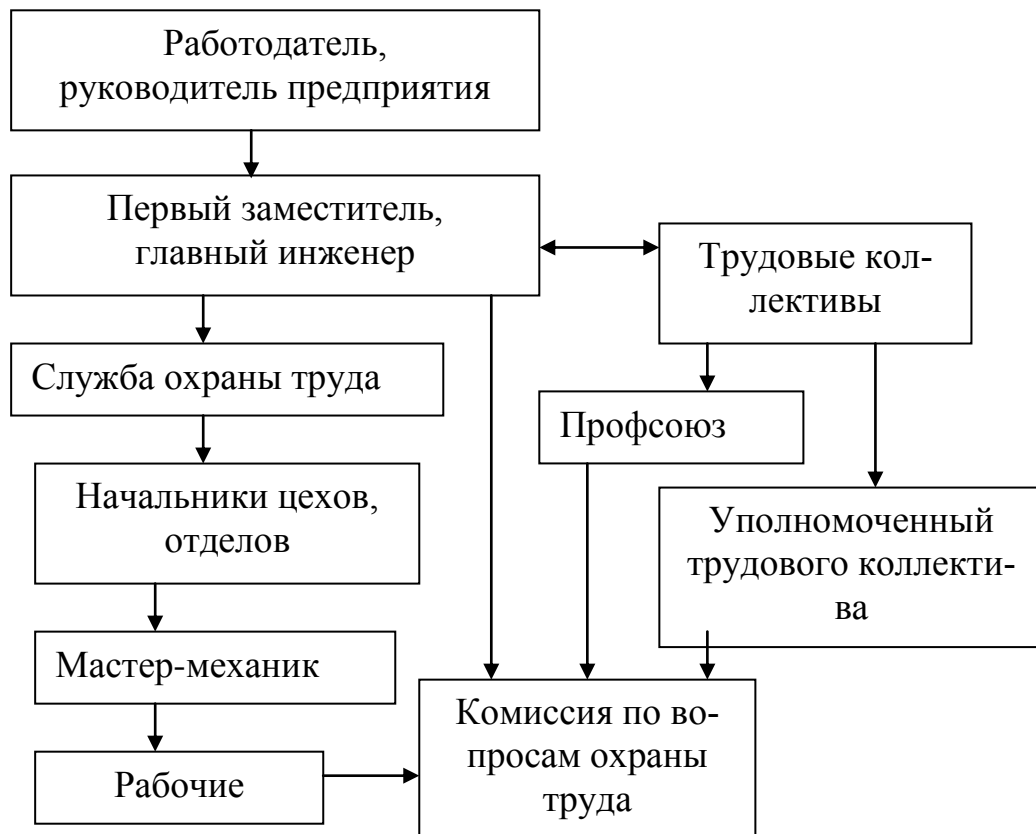 Работодатель,
руководитель предприятия
Первый заместитель,
главный инженер
Трудовые кол-
лективы
Служба охраны труда
Профсоюз
Начальники цехов,
отделов
Уполномоченный
трудового коллекти-
ва
Мастер-механик
Комиссия по во-
просам охраны
труда
Рабочие